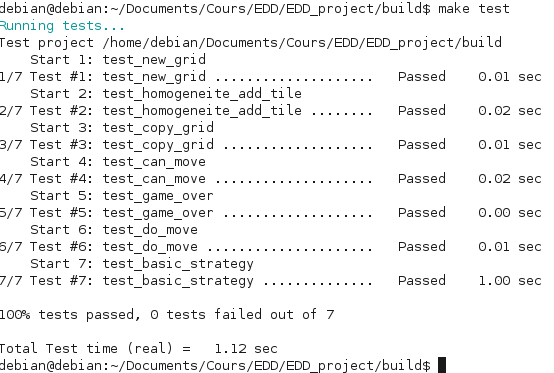 debian@debian:~/Documents/Cours/EDD/EDD_project/build$ make test
Running tests...
Test project /home/debian/Documents/Cours/EDD/EDD_project/build
    Start 1: test_new_grid
1/7 Test #1: test_new_grid ....................   Passed    0.01 sec
    Start 2: test_homogeneite_add_tile
2/7 Test #2: test_homogeneite_add_tile ........   Passed    0.02 sec
    Start 3: test_copy_grid
3/7 Test #3: test_copy_grid ...................   Passed    0.01 sec
    Start 4: test_can_move
4/7 Test #4: test_can_move ....................   Passed    0.02 sec
    Start 5: test_game_over
5/7 Test #5: test_game_over ...................   Passed    0.00 sec
    Start 6: test_do_move
6/7 Test #6: test_do_move .....................   Passed    0.01 sec
    Start 7: test_basic_strategy
7/7 Test #7: test_basic_strategy ..............   Passed    1.00 sec

100% tests passed, 0 tests failed out of 7

Total Test time (real) =   1.12 sec
debian@debian:~/Documents/Cours/EDD/EDD_project/build$